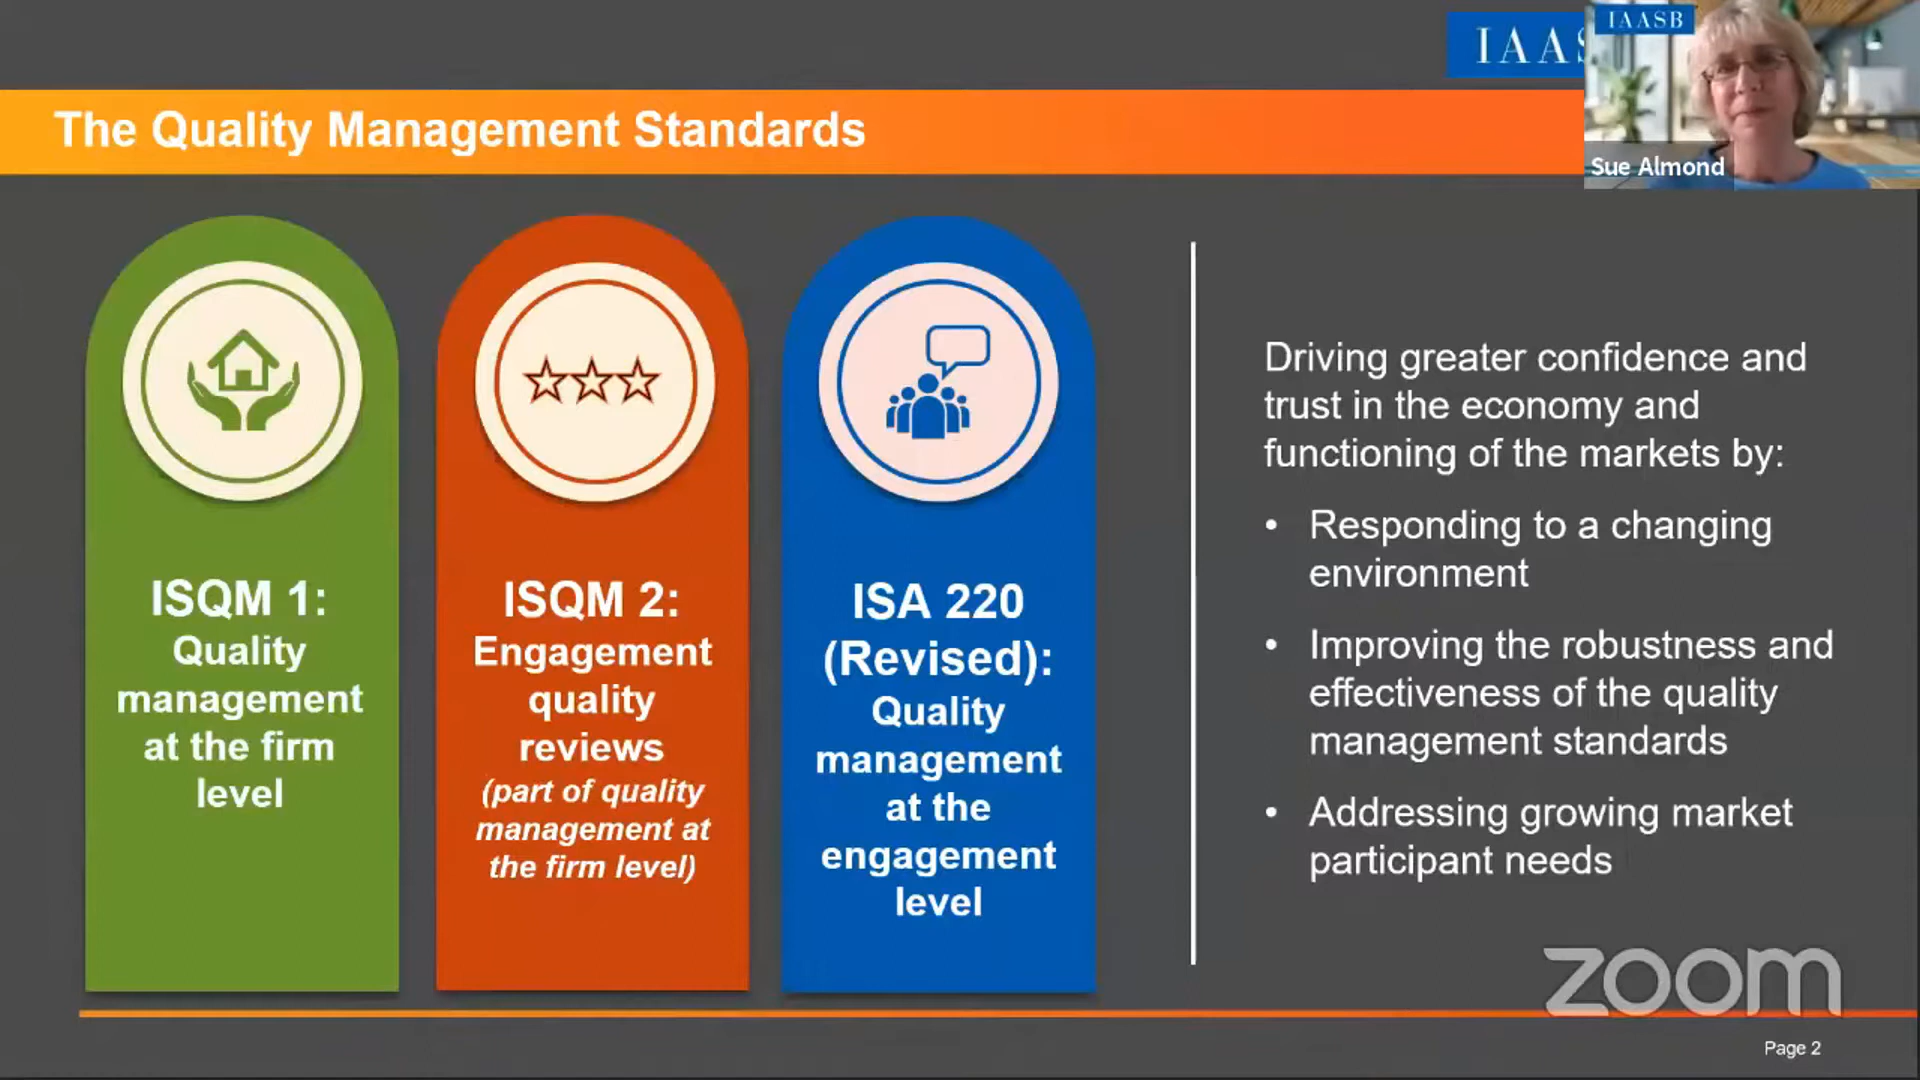 IAAS
IAASB
Sue Almond
The Quality Management Standards
ISQM 1:
Quality
management
at the firm
level
ISQM 2:
Engagement
quality
reviews
(part of quality
management at
the firm level)
ISA 220
(Revised):
Quality
management
at the
engagement
level
Driving greater confidence and
trust in the economy and
functioning of the markets by:
• Responding to a changing
environment
• Improving the robustness and
effectiveness of the quality
management standards
• Addressing growing market
participant needs
zoom
Page 2